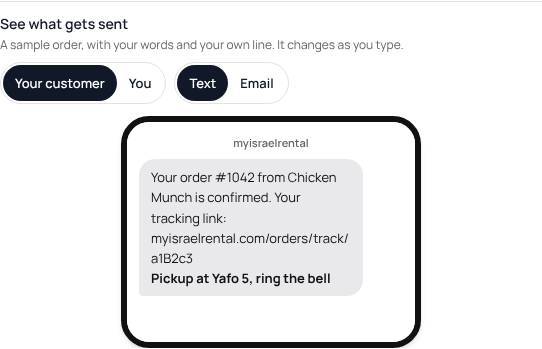 See what gets sent
A sample order, with your words and your own line. It changes as you type.
Your customer You Text Email
myisraelrental
Your order #1042 from Chicken
Munch is confirmed. Your
tracking link:
myisraelrental.com/orders/track/
a1B2c3
Pickup at Yafo 5, ring the bell